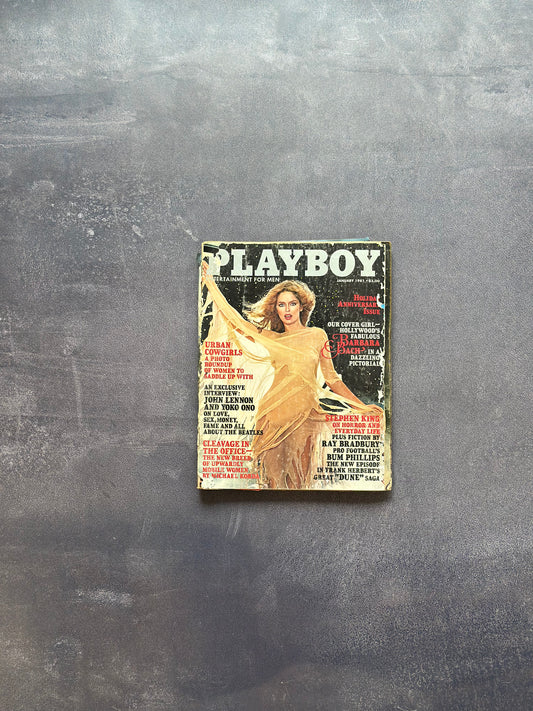 PLAYBOY
ENTERTAINMENT FOR MEN
JANUARY 1981 • $3.50
HOLIDAY
ANNIVERSARY
ISSUE
OUR COVER GIRL—
HOLLYWOOD'S
FABULOUS
BARBARA
BACH— IN A
DAZZLING
PICTORIAL
URBAN
COWGIRLS
A PHOTO
ROUNDUP
OF WOMEN TO
SADDLE UP WITH
AN EXCLUSIVE
INTERVIEW:
JOHN LENNON
AND YOKO ONO
ON LOVE,
SEX, MONEY,
FAME AND ALL
ABOUT THE BEATLES
CLEAVAGE IN
THE OFFICE—
THE NEW BREED
OF UPWARDLY
MOBILE WOMEN
BY MICHAEL KORDA
STEPHEN KING
ON HORROR AND
EVERYDAY LIFE
PLUS FICTION BY
RAY BRADBURY
PRO FOOTBALL'S
BUM PHILLIPS
THE NEW EPISODE
IN FRANK HERBERT'S
GREAT "DUNE" SAGA